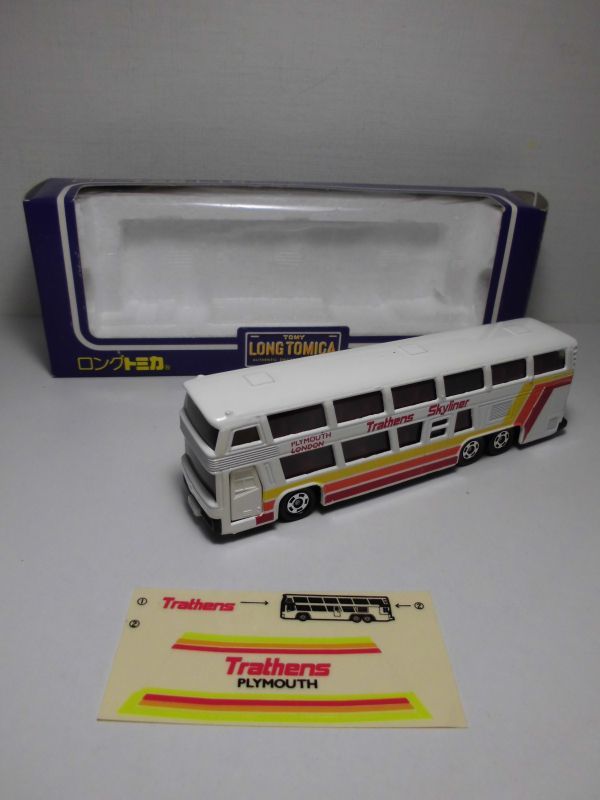 ロングトミカ®
TOMY
LONG TOMICA
PLYMOUTH
LONDON
Trathens Skyliner
① Trathens ②
②
Trathens
PLYMOUTH